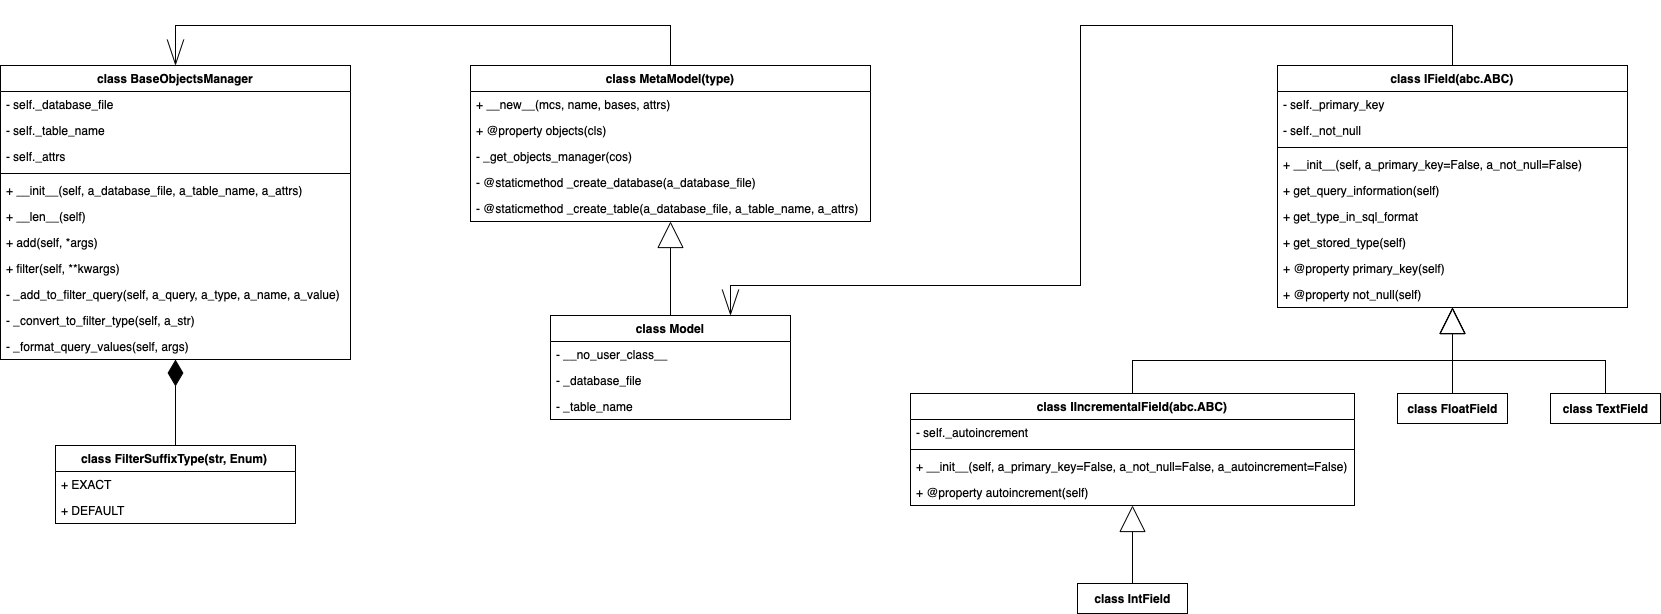 class BaseObjectsManager
- self._database_file
- self._table_name
- self._attrs
+ __init__(self, a_database_file, a_table_name, a_attrs)
+ __len__(self)
+ add(self, *args)
+ filter(self, **kwargs)
- _add_to_filter_query(self, a_query, a_type, a_name, a_value)
- _convert_to_filter_type(self, a_str)
- _format_query_values(self, args)
class FilterSuffixType(str, Enum)
+ EXACT
+ DEFAULT
class MetaModel(type)
+ __new__(mcs, name, bases, attrs)
+ @property objects(cls)
- _get_objects_manager(cos)
- @staticmethod _create_database(a_database_file)
- @staticmethod _create_table(a_database_file, a_table_name, a_attrs)
class Model
- __no_user_class__
- _database_file
- _table_name
class IField(abc.ABC)
- self._primary_key
- self._not_null
+ __init__(self, a_primary_key=False, a_not_null=False)
+ get_query_information(self)
+ get_type_in_sql_format
+ get_stored_type(self)
+ @property primary_key(self)
+ @property not_null(self)
class IIncrementalField(abc.ABC)
- self._autoincrement
+ __init__(self, a_primary_key=False, a_not_null=False, a_autoincrement=False)
+ @property autoincrement(self)
class FloatField
class TextField
class IntField